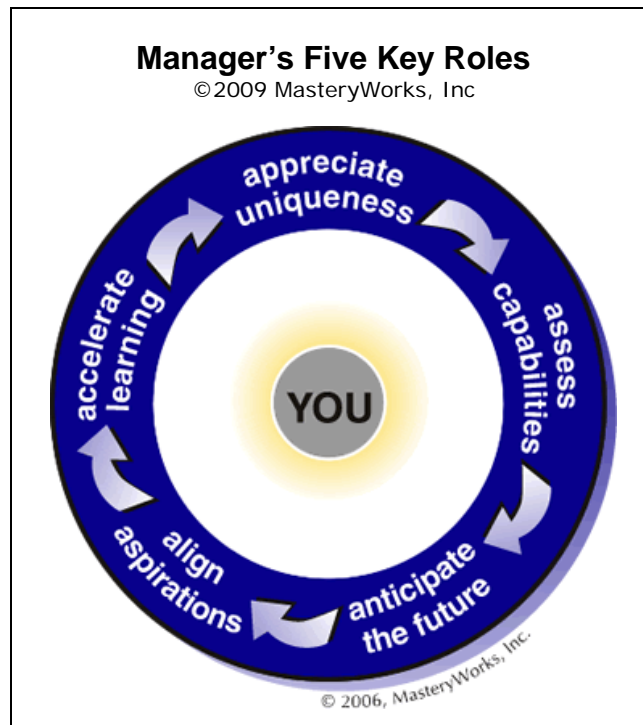 Manager's Five Key Roles
©2009 MasteryWorks, Inc
appreciate
uniqueness
assess
capabilities
anticipate
the future
align
aspirations
accelerate
learning
YOU
© 2006, MasteryWorks, Inc.